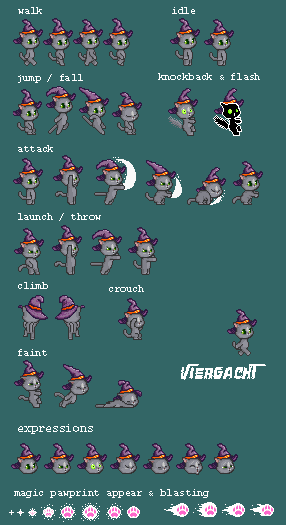 walk
idle
jump / fall
knockback & flash
attack
launch / throw
climb
crouch
faint
VIERGACHT
expressions
magic pawprint appear & blasting